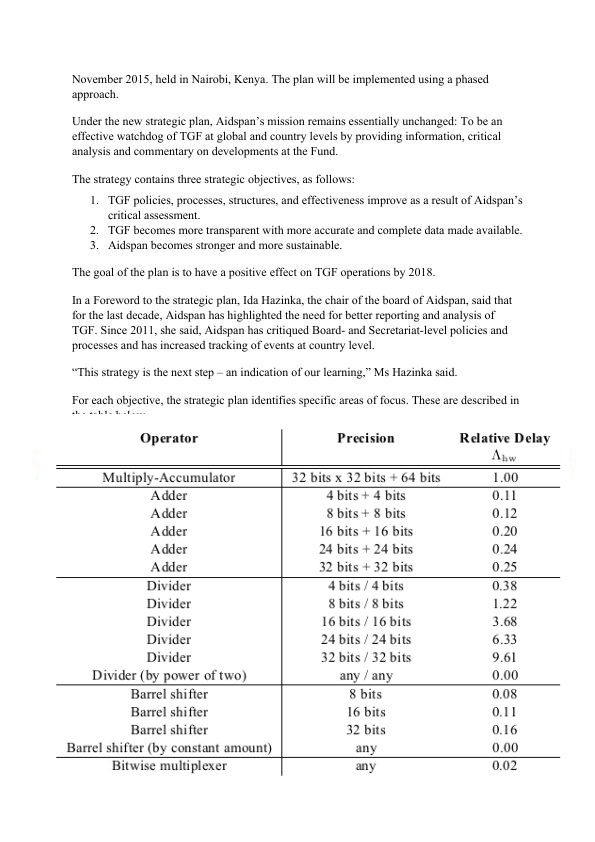 November 2015, held in Nairobi, Kenya. The plan will be implemented using a phased
approach.
Under the new strategic plan, Aidspan’s mission remains essentially unchanged: To be an
effective watchdog of TGF at global and country levels by providing information, critical
analysis and commentary on developments at the Fund.
The strategy contains three strategic objectives, as follows:
1. TGF policies, processes, structures, and effectiveness improve as a result of Aidspan’s
critical assessment.
2. TGF becomes more transparent with more accurate and complete data made available.
3. Aidspan becomes stronger and more sustainable.
The goal of the plan is to have a positive effect on TGF operations by 2018.
In a Foreword to the strategic plan, Ida Hazinka, the chair of the board of Aidspan, said that
for the last decade, Aidspan has highlighted the need for better reporting and analysis of
TGF. Since 2011, she said, Aidspan has critiqued Board- and Secretariat-level policies and
processes and has increased tracking of events at country level.
“This strategy is the next step – an indication of our learning,” Ms Hazinka said.
For each objective, the strategic plan identifies specific areas of focus. These are described in
the table below.
Operator Precision Relative Delay
Λhw
Multiply-Accumulator 32 bits x 32 bits + 64 bits 1.00
Adder 4 bits + 4 bits 0.11
Adder 8 bits + 8 bits 0.12
Adder 16 bits + 16 bits 0.20
Adder 24 bits + 24 bits 0.24
Adder 32 bits + 32 bits 0.25
Divider 4 bits / 4 bits 0.38
Divider 8 bits / 8 bits 1.22
Divider 16 bits / 16 bits 3.68
Divider 24 bits / 24 bits 6.33
Divider 32 bits / 32 bits 9.61
Divider (by power of two) any / any 0.00
Barrel shifter 8 bits 0.08
Barrel shifter 16 bits 0.11
Barrel shifter 32 bits 0.16
Barrel shifter (by constant amount) any 0.00
Bitwise multiplexer any 0.02